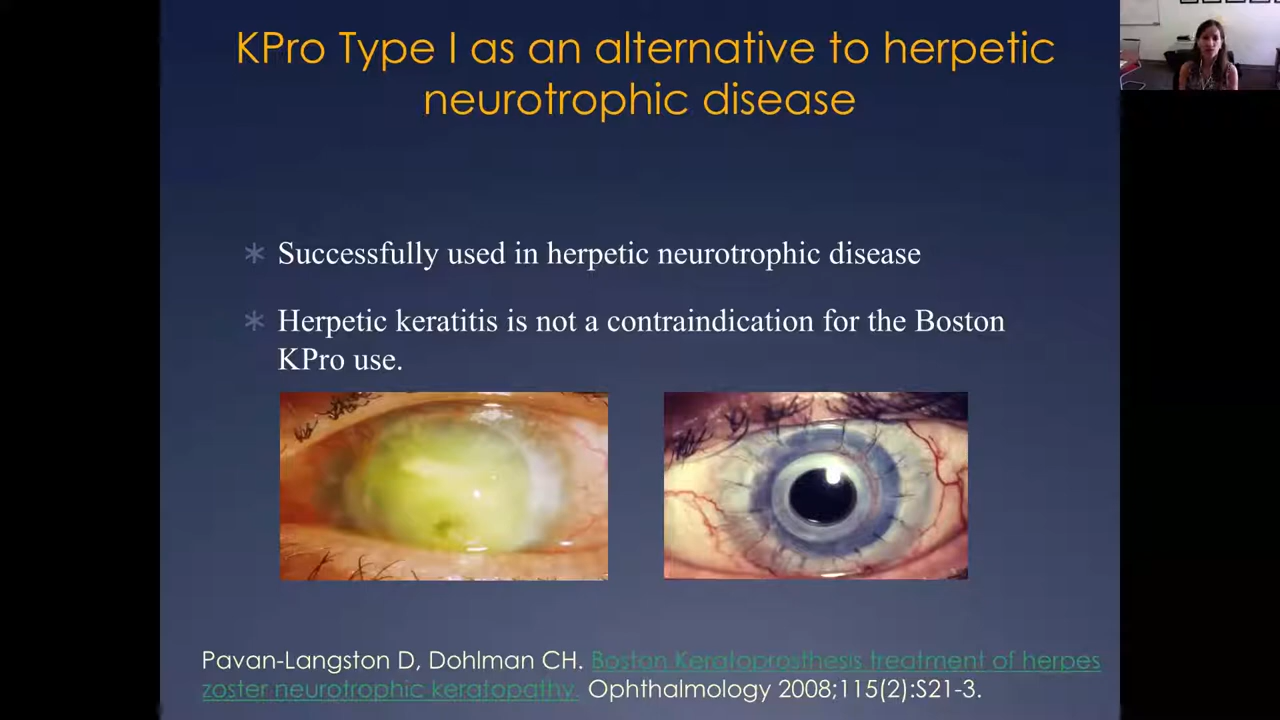 KPro Type I as an alternative to herpetic
neurotrophic disease
Successfully used in herpetic neurotrophic disease
Herpetic keratitis is not a contraindication for the Boston
KPro use.
Pavan-Langston D, Dohlman CH. Boston Keratoprosthesis treatment of herpes
zoster neurotrophic keratopathy. Ophthalmology 2008;115(2):S21-3.